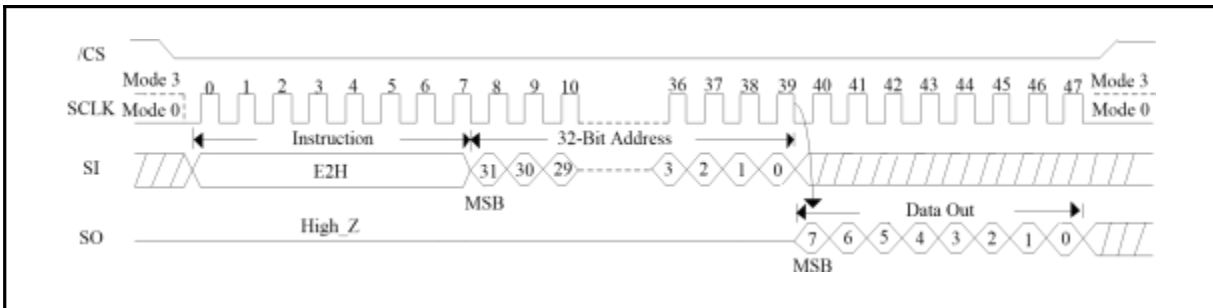 /CS
Mode 3 0 1 2 3 4 5 6 7 8 9 10 36 37 38 39 40 41 42 43 44 45 46 47 Mode 3
SCLK Mode 0 Mode 0
Instruction 32-Bit Address
SI E2H 31 30 29 3 2 1 0
MSB
High_Z Data Out
SO 7 6 5 4 3 2 1 0
MSB